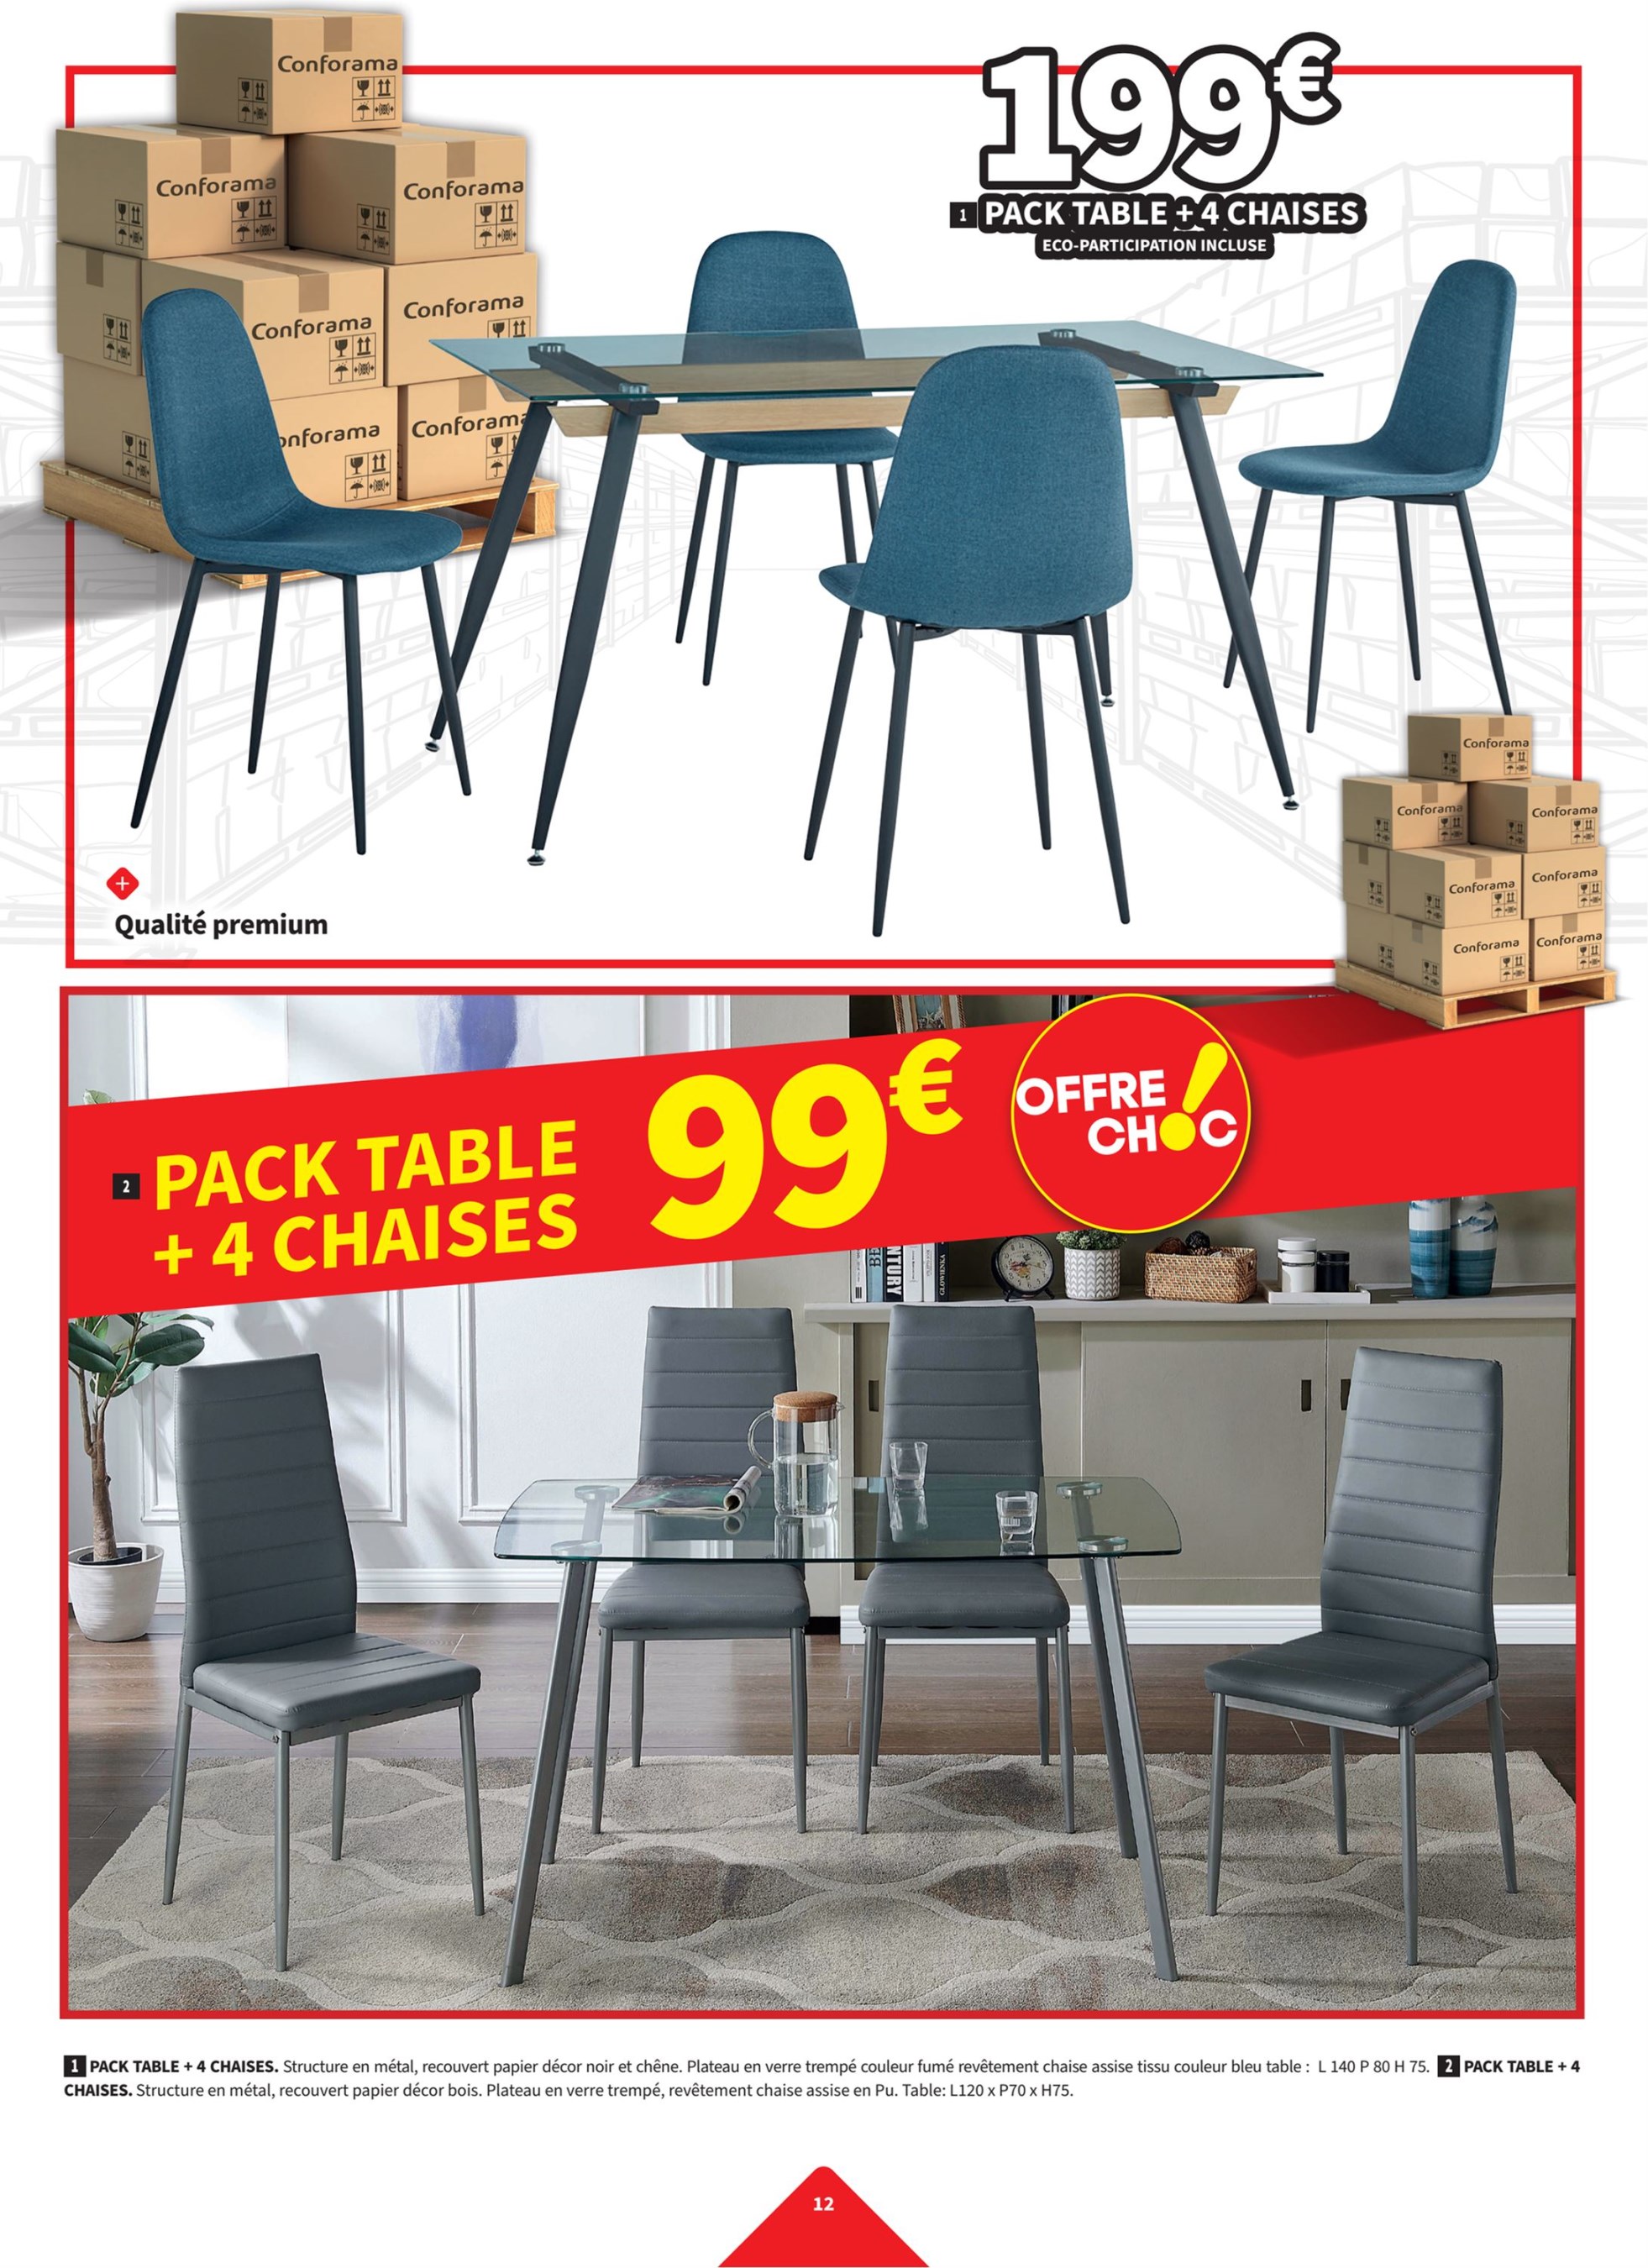 Conforama
Conforama
Conforama
Conforama
Conforama
onforama
Conforama
199€
1 PACK TABLE + 4 CHAISES
ECO-PARTICIPATION INCLUSE
+
Qualité premium
Conforama
Conforama
Conforama
Conforama
Conforama
Conforama
Conforama
2 PACK TABLE
+ 4 CHAISES
99€
OFFRE
CHOC!
1 PACK TABLE + 4 CHAISES. Structure en métal, recouvert papier décor noir et chêne. Plateau en verre trempé couleur fumé revêtement chaise assise tissu couleur bleu table : L 140 P 80 H 75. 2 PACK TABLE + 4
CHAISES. Structure en métal, recouvert papier décor bois. Plateau en verre trempé, revêtement chaise assise en Pu. Table: L120 x P70 x H75.
12